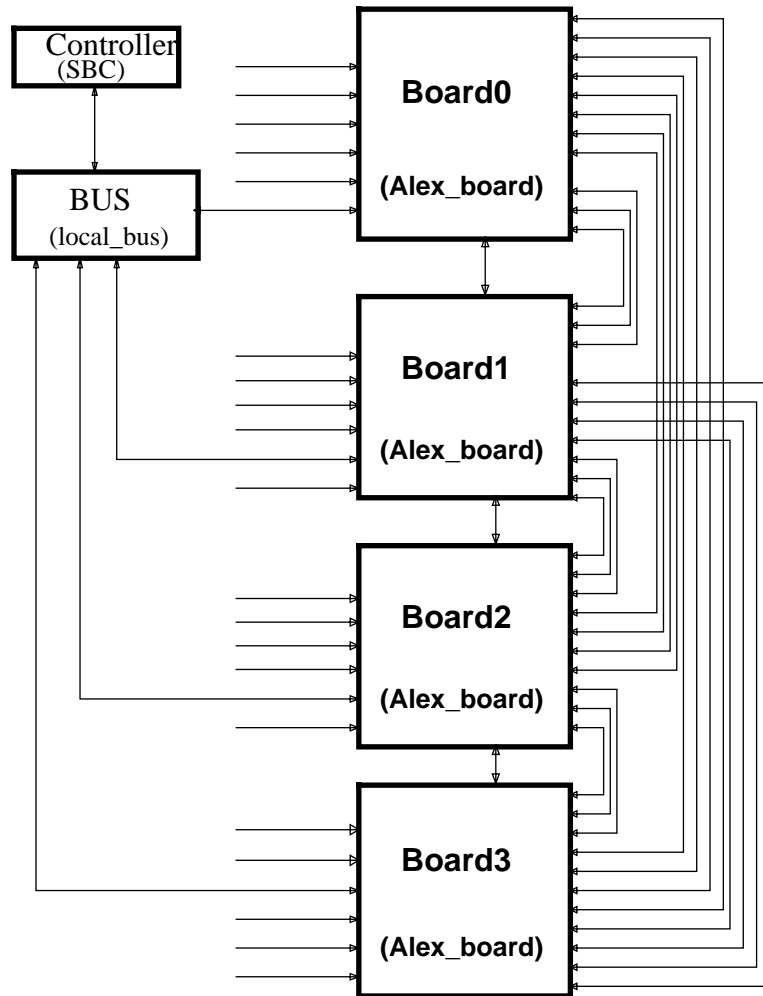 Controller
(SBC)
BUS
(local_bus)
Board0
(Alex_board)
Board1
(Alex_board)
Board2
(Alex_board)
Board3
(Alex_board)